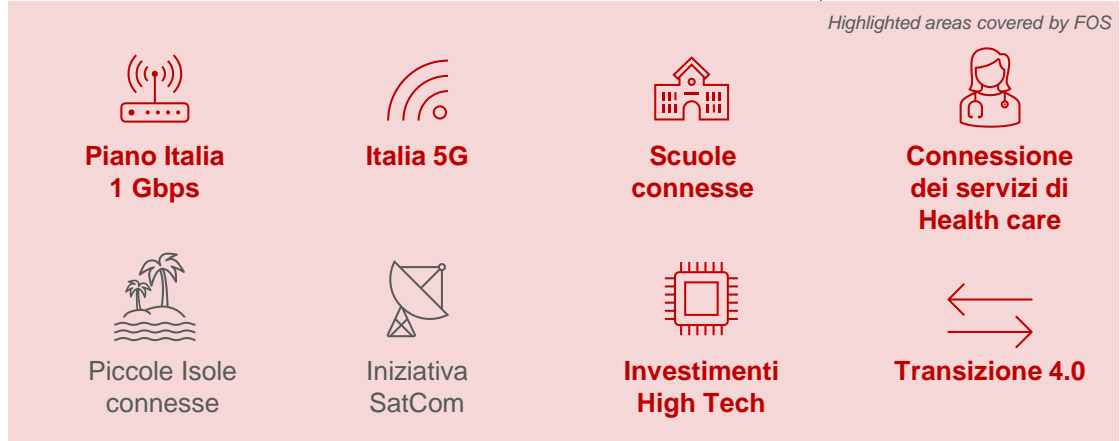 Highlighted areas covered by FOS
Piano Italia
1 Gbps
Italia 5G
Scuole
connesse
Connessione
dei servizi di
Health care
Piccole Isole
connesse
Iniziativa
SatCom
Investimenti
High Tech
Transizione 4.0